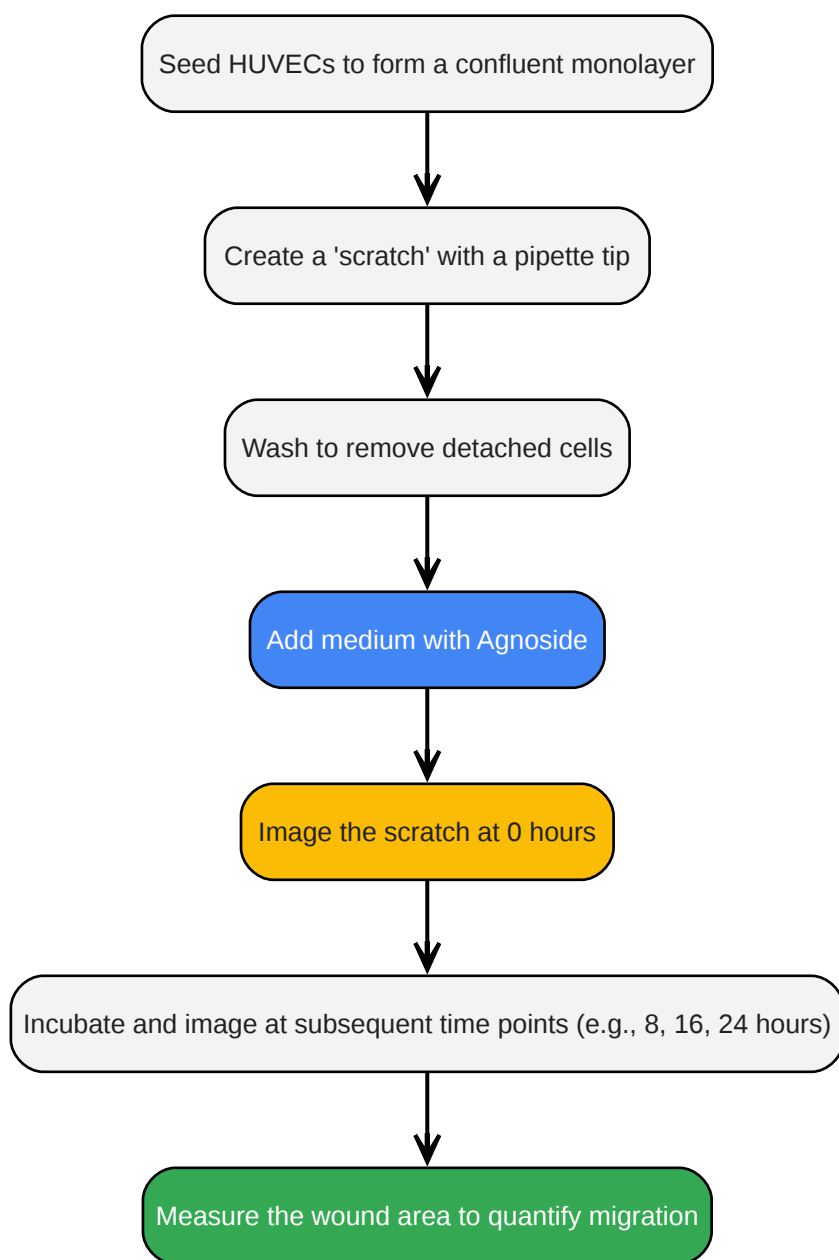 Seed HUVECs to form a confluent monolayer
Create a 'scratch' with a pipette tip
Wash to remove detached cells
Add medium with Agnoside
Image the scratch at 0 hours
Incubate and image at subsequent time points (e.g., 8, 16, 24 hours)
Measure the wound area to quantify migration